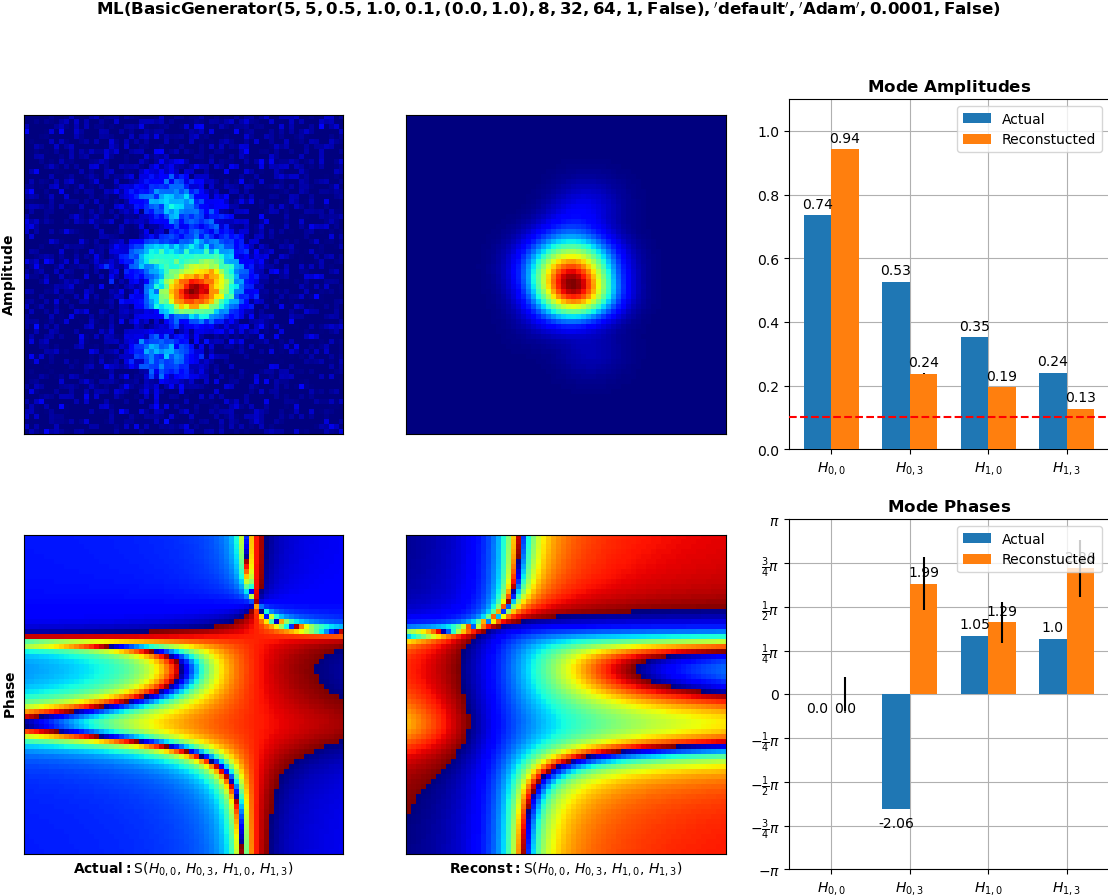 ML(BasicGenerator(5, 5, 0.5, 1.0, 0.1, (0.0, 1.0), 8, 32, 64, 1, False), 'default', 'Adam', 0.0001, False)
Amplitude
Mode Amplitudes
Actual
Reconstucted
1.0
0.8
0.6
0.4
0.2
0.0
0.74
0.94
0.53
0.24
0.35
0.19
0.24
0.13
H0,0
H0,3
H1,0
H1,3
Phase
Actual: S(H0,0, H0,3, H1,0, H1,3)
Reconst: S(H0,0, H0,3, H1,0, H1,3)
Mode Phases
Actual
Reconstucted
π
3/4π
1/2π
1/4π
0
−1/4π
−1/2π
−3/4π
−π
0.0
0.0
-2.06
1.99
1.05
1.29
1.0
H0,0
H0,3
H1,0
H1,3